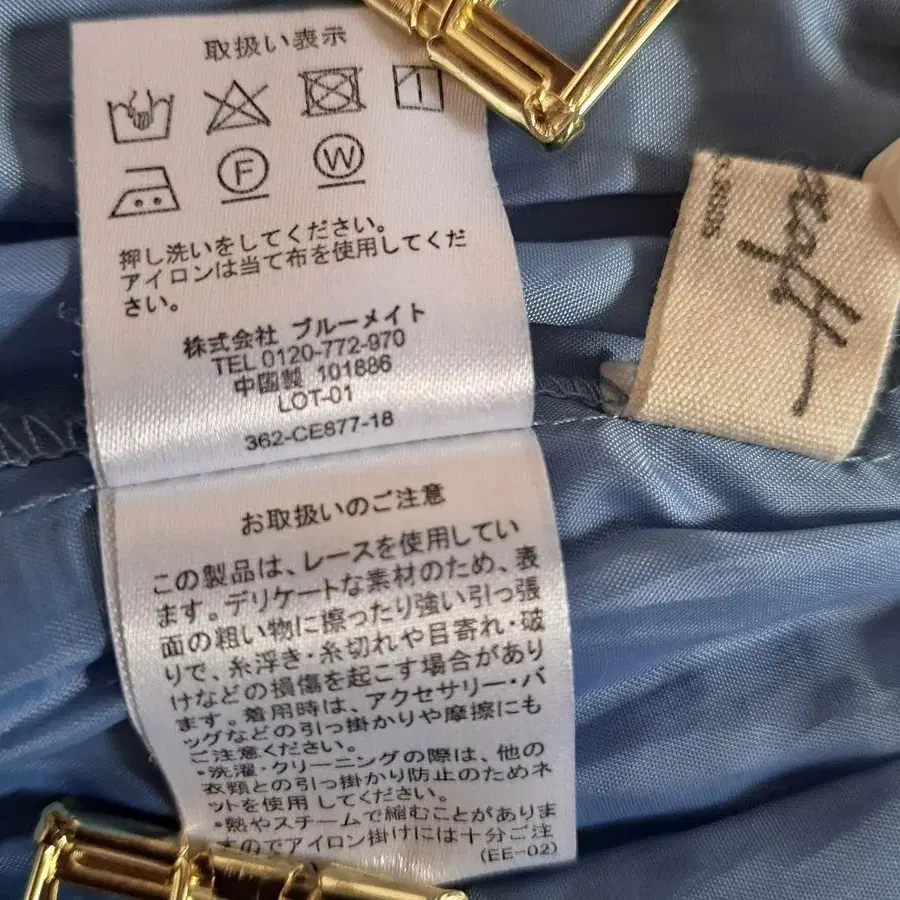 取扱い表示
F
W
押し洗いをしてください。
アイロンは当て布を使用してくだ
さい。
株式会社 ブルーメイト
TEL 0120-772-970
中国製 101886
LOT-01
362-CE877-18
お取扱いのご注意
この製品は、レースを使用してい
ます。デリケートな素材のため、表
面の粗い物に擦ったり強い引っ張
りで、糸浮き・糸切れや目寄れ・破
けなどの損傷を起こす場合があり
ます。着用時は、アクセサリー・バ
ッグなどの引っ掛かりや摩擦にも
ご注意ください。
・洗濯・クリーニングの際は、他の
衣類との引っ掛かり防止のためネ
ットを使用してください。
・熱やスチームで縮むことがありま
すのでアイロン掛けには十分ご注
(EE-02)